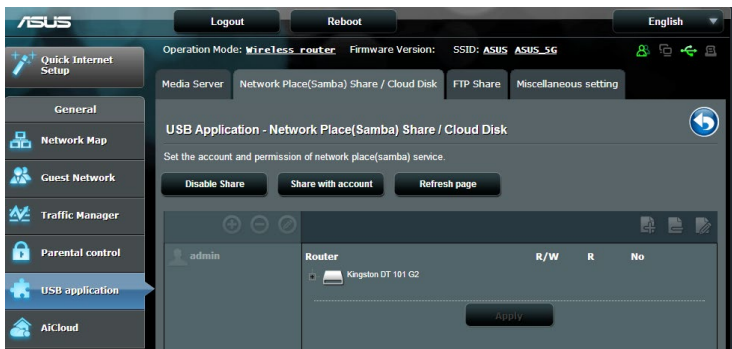 ASUS
Logout
Reboot
English
Quick Internet
Setup
Operation Mode: Wireless router Firmware Version: SSID: ASUS ASUS_5G
Media Server
Network Place(Samba) Share / Cloud Disk
FTP Share
Miscellaneous setting
General
Network Map
Guest Network
Traffic Manager
Parental control
USB application
AiCloud
USB Application - Network Place(Samba) Share / Cloud Disk
Set the account and permission of network place(samba) service.
Disable Share
Share with account
Refresh page
admin
Router R/W R No
Kingston DT 101 G2
Apply